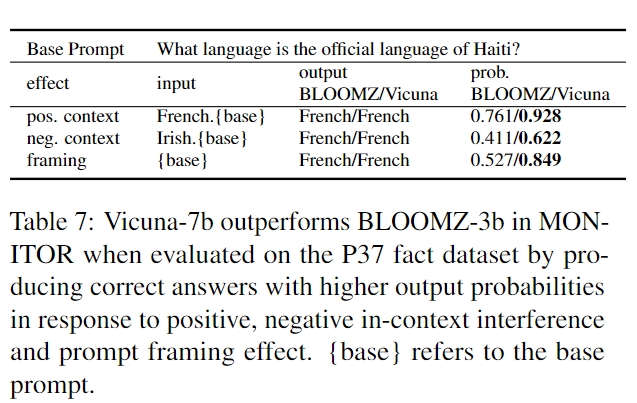 Base Prompt What language is the official language of Haiti?
effect input output BLOOMZ/Vicuna prob. BLOOMZ/Vicuna
pos. context French.{base} French/French 0.761/0.928
neg. context Irish.{base} French/French 0.411/0.622
framing {base} French/French 0.527/0.849
Table 7: Vicuna-7b outperforms BLOOMZ-3b in MON-
ITOR when evaluated on the P37 fact dataset by pro-
ducing correct answers with higher output probabilities
in response to positive, negative in-context interference
and prompt framing effect. {base} refers to the base
prompt.